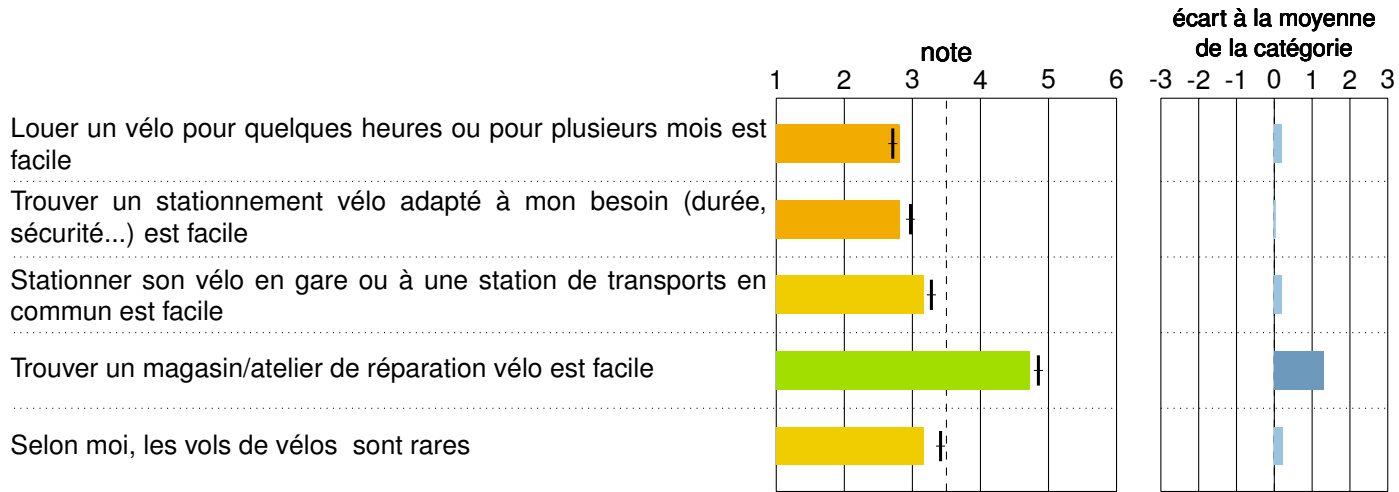 écart à la moyenne
note de la catégorie
1 2 3 4 5 6 -3 -2 -1 0 1 2 3
Louer un vélo pour quelques heures ou pour plusieurs mois est
facile
Trouver un stationnement vélo adapté à mon besoin (durée,
sécurité...) est facile
Stationner son vélo en gare ou à une station de transports en
commun est facile
Trouver un magasin/atelier de réparation vélo est facile
Selon moi, les vols de vélos sont rares